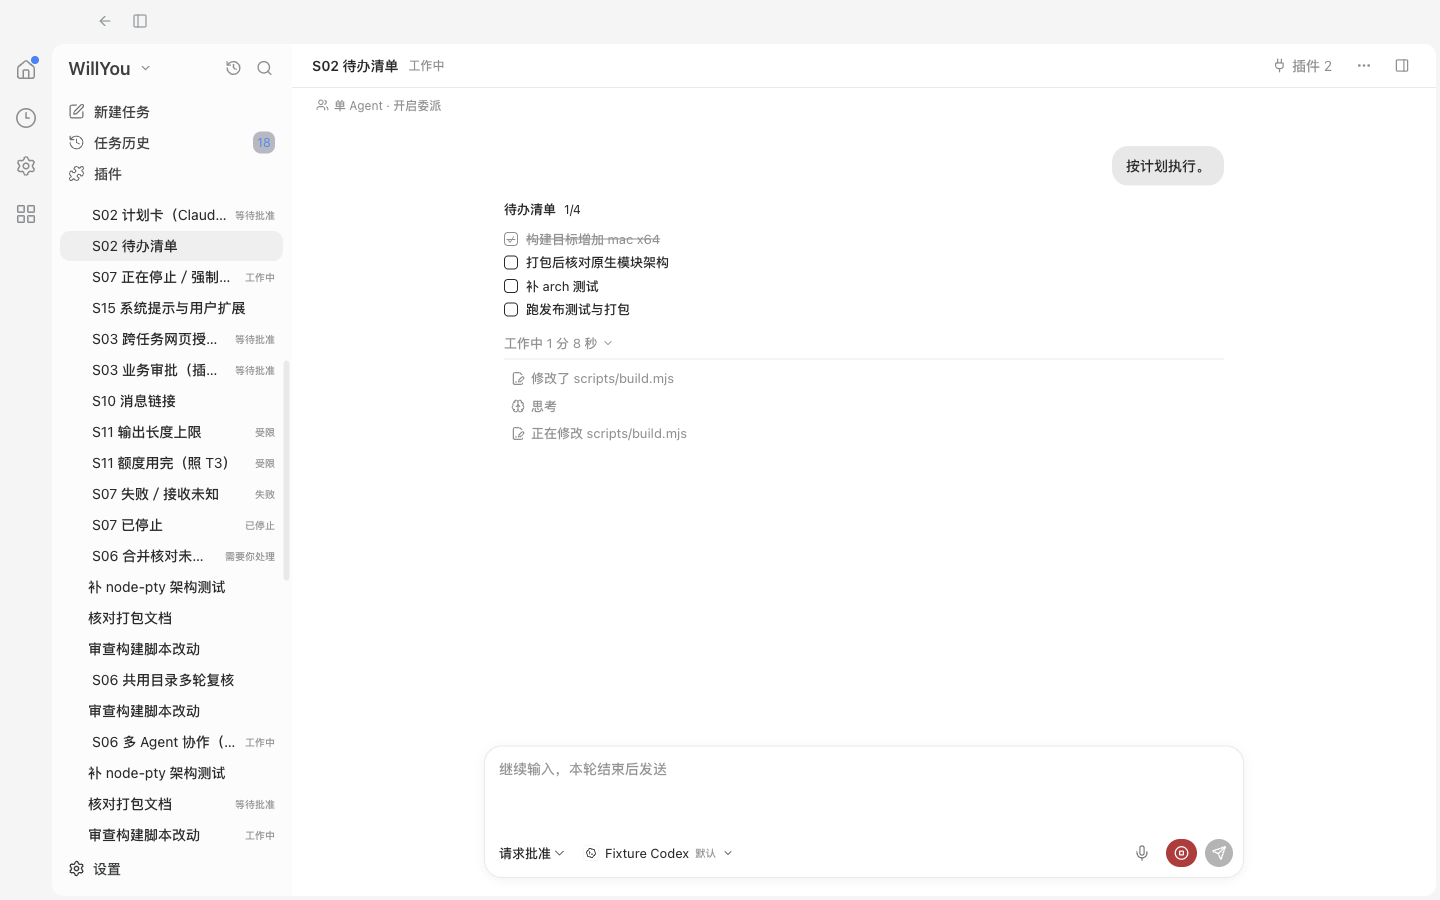 WillYou
新建任务
任务历史 18
插件
S02 计划卡（Claud... 等待批准
S02 待办清单
S07 正在停止 / 强制... 工作中
S15 系统提示与用户扩展
S03 跨任务网页授... 等待批准
S03 业务审批（插... 等待批准
S10 消息链接
S11 输出长度上限 受限
S11 额度用完（照 T3） 受限
S07 失败 / 接收未知 失败
S07 已停止 已停止
S06 合并核对未... 需要你处理
补 node-pty 架构测试
核对打包文档
审查构建脚本改动
S06 共用目录多轮复核
审查构建脚本改动
S06 多 Agent 协作（... 工作中
补 node-pty 架构测试
核对打包文档 等待批准
审查构建脚本改动 工作中
设置
S02 待办清单 工作中
插件 2
单 Agent · 开启委派
按计划执行。
待办清单 1/4
构建目标增加 mac x64
打包后核对原生模块架构
补 arch 测试
跑发布测试与打包
工作中 1 分 8 秒
修改了 scripts/build.mjs
思考
正在修改 scripts/build.mjs
继续输入，本轮结束后发送
请求批准 Fixture Codex 默认